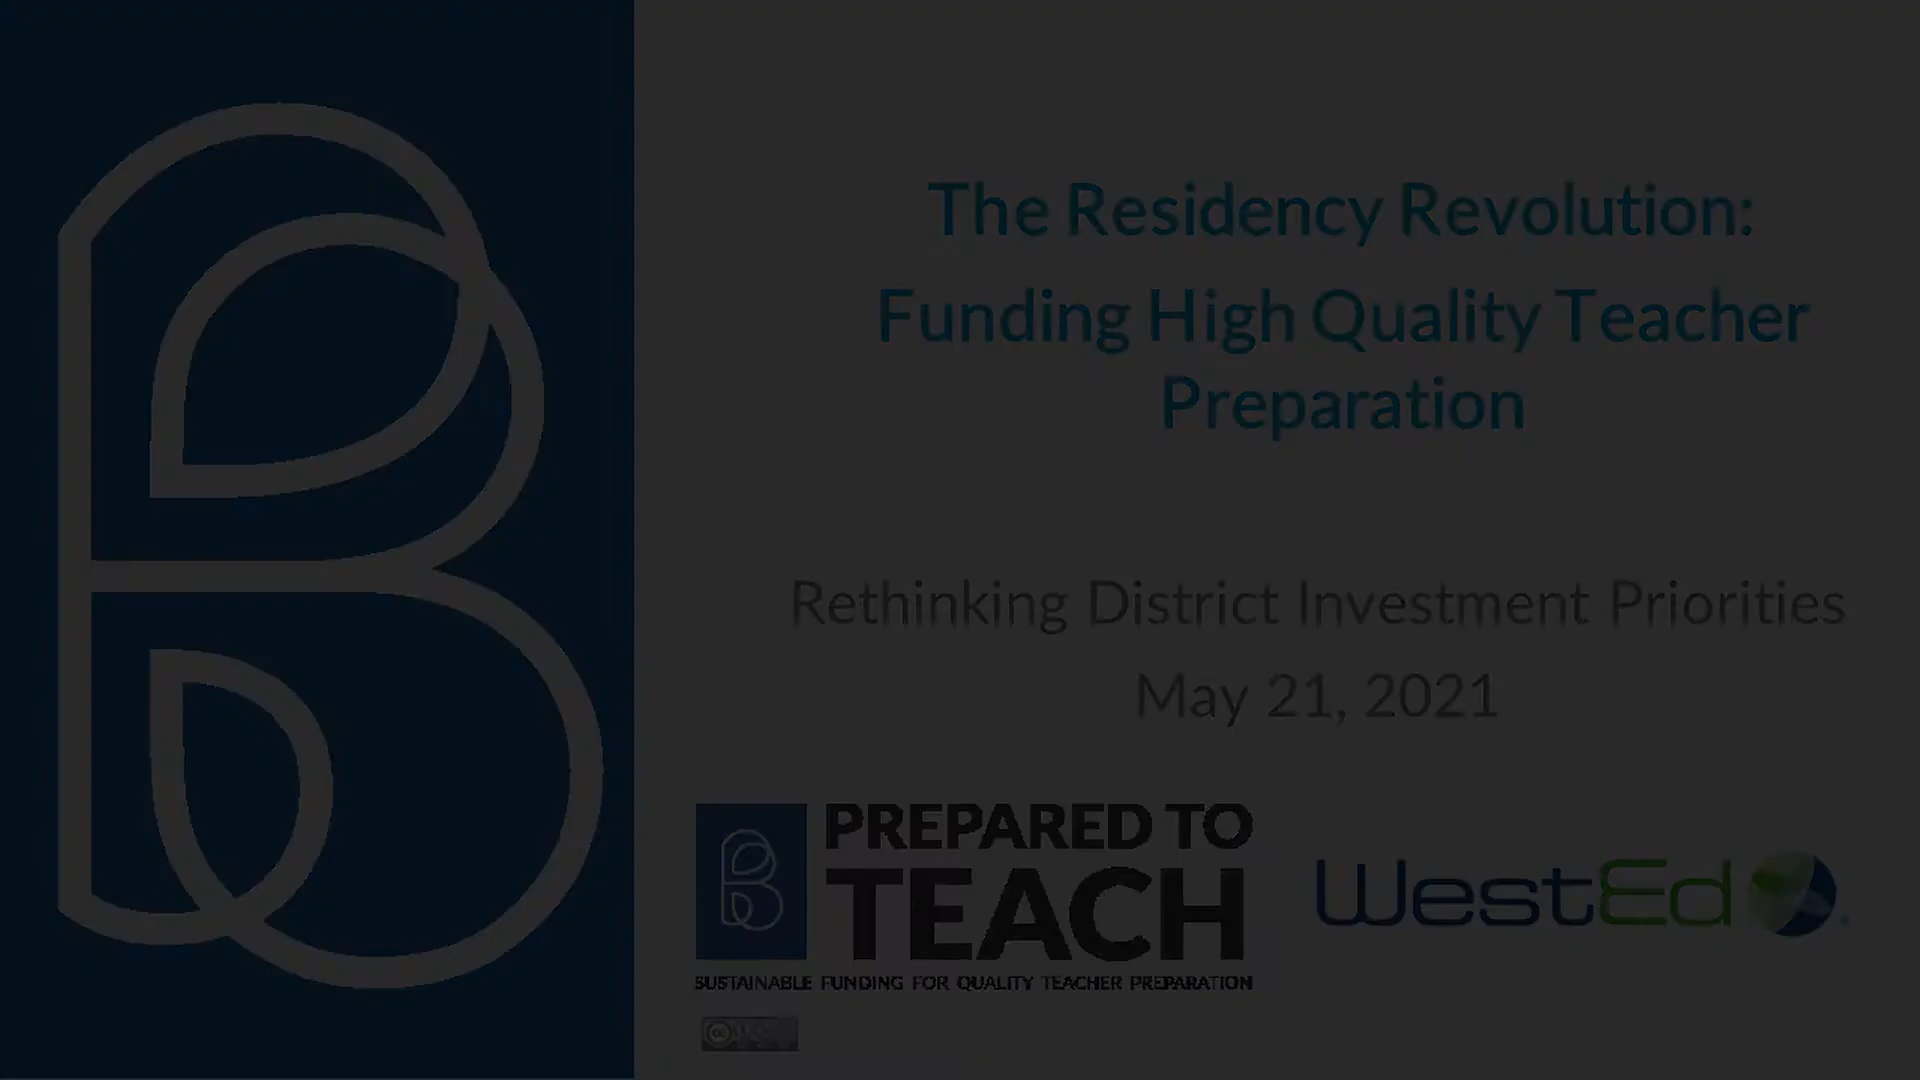 The Residency Revolution:
Funding High Quality Teacher
Preparation
Rethinking District Investment Priorities
May 21, 2021
PREPARED TO
TEACH
SUSTAINABLE FUNDING FOR QUALITY TEACHER PREPARATION
WestEd
cc